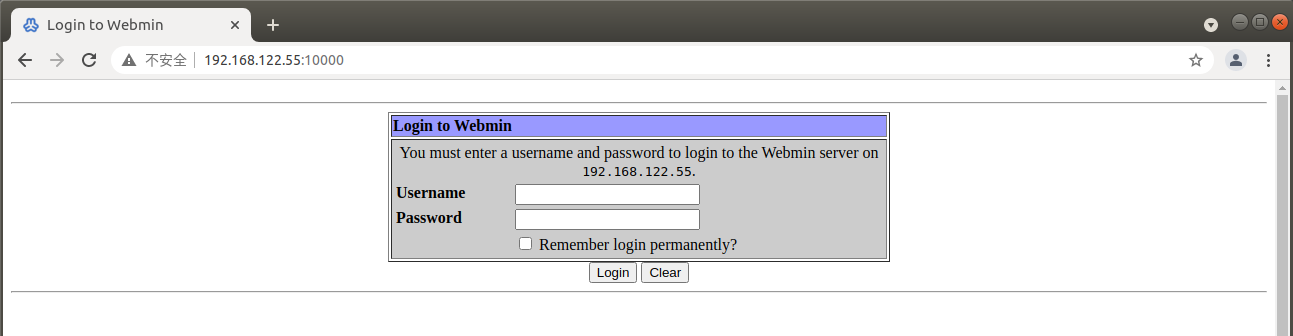 Login to Webmin
不安全 192.168.122.55:10000
Login to Webmin
You must enter a username and password to login to the Webmin server on
192.168.122.55.
Username
Password
Remember login permanently?
Login Clear